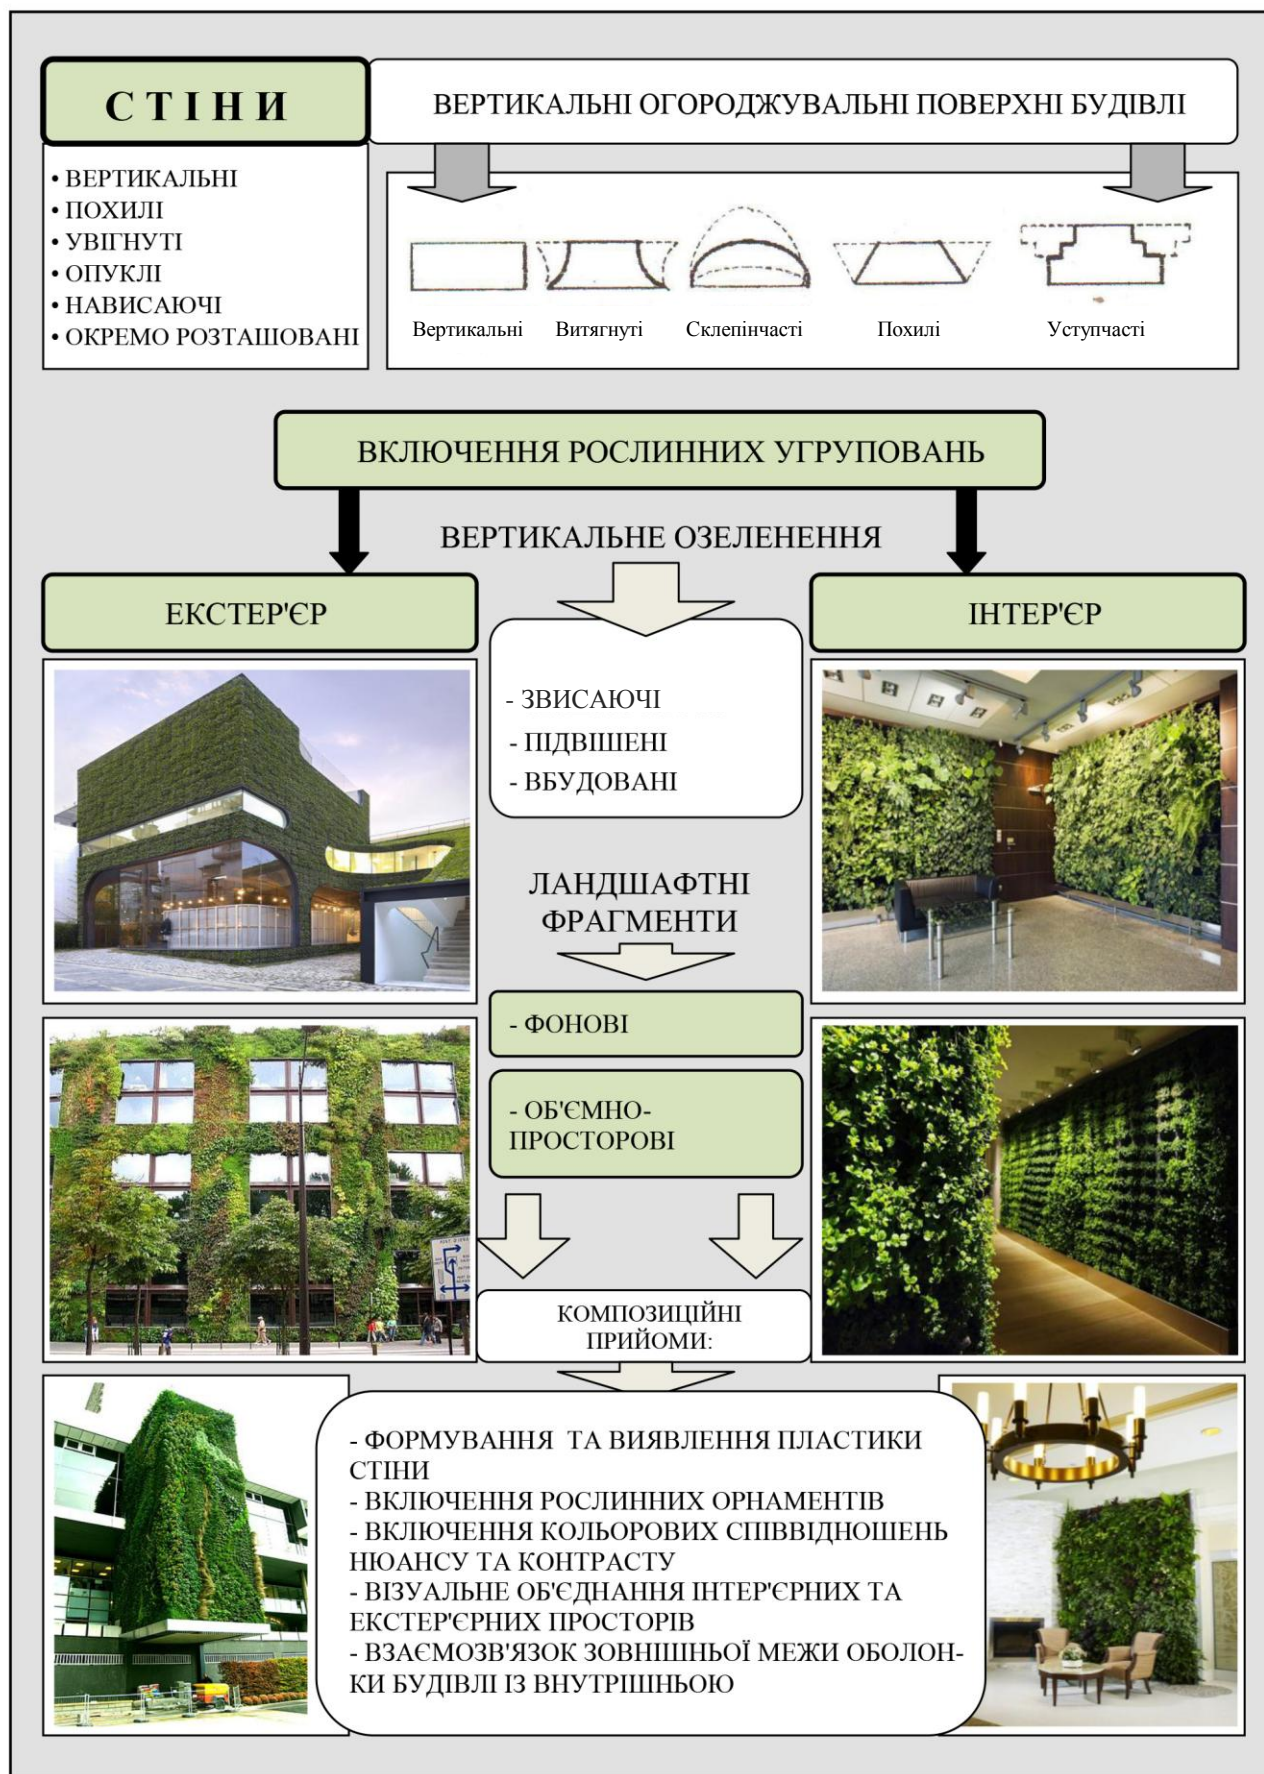 С Т І Н И
ВЕРТИКАЛЬНІ ОГОРОДЖУВАЛЬНІ ПОВЕРХНІ БУДІВЛІ
• ВЕРТИКАЛЬНІ
• ПОХИЛІ
• УВІГНУТІ
• ОПУКЛІ
• НАВИСАЮЧІ
• ОКРЕМО РОЗТАШОВАНІ
Вертикальні Витягнуті Склепінчасті Похилі Уступчасті
ВКЛЮЧЕННЯ РОСЛИННИХ УГРУПОВАНЬ
ВЕРТИКАЛЬНЕ ОЗЕЛЕНЕННЯ
ЕКСТЕР'ЄР
ІНТЕР'ЄР
- ЗВИСАЮЧІ
- ПІДВІШЕНІ
- ВБУДОВАНІ
ЛАНДШАФТНІ
ФРАГМЕНТИ
- ФОНОВІ
- ОБ'ЄМНО-
ПРОСТОРОВІ
КОМПОЗИЦІЙНІ
ПРИЙОМИ:
- ФОРМУВАННЯ ТА ВИЯВЛЕННЯ ПЛАСТИКИ
СТІНИ
- ВКЛЮЧЕННЯ РОСЛИННИХ ОРНАМЕНТІВ
- ВКЛЮЧЕННЯ КОЛЬОРОВИХ СПІВВІДНОШЕНЬ
НЮАНСУ ТА КОНТРАСТУ
- ВІЗУАЛЬНЕ ОБ'ЄДНАННЯ ІНТЕР'ЄРНИХ ТА
ЕКСТЕР'ЄРНИХ ПРОСТОРІВ
- ВЗАЄМОЗВ'ЯЗОК ЗОВНІШНЬОЇ МЕЖИ ОБОЛОН-
КИ БУДІВЛІ ІЗ ВНУТРІШНЬОЮ